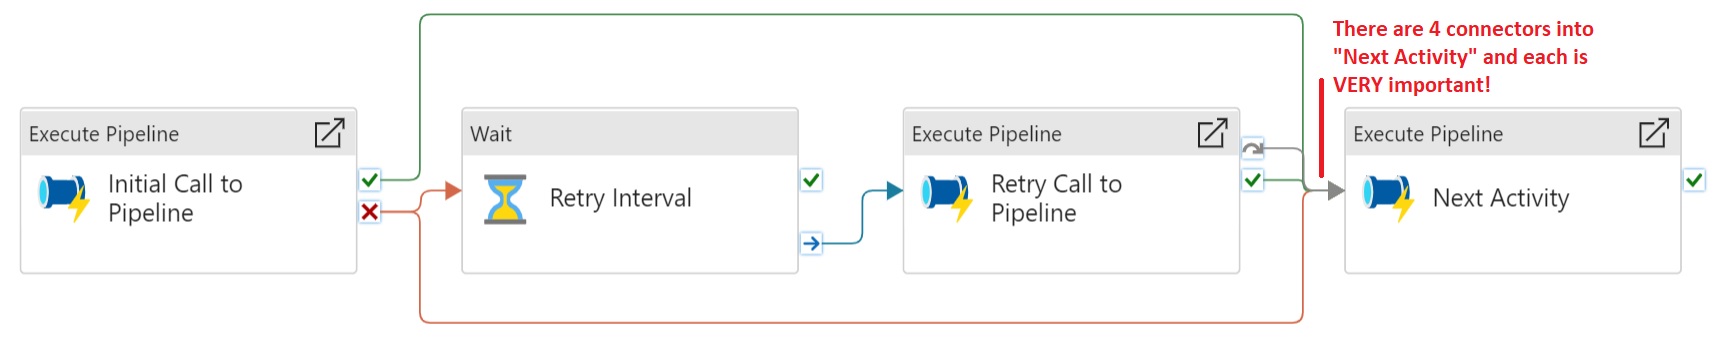 There are 4 connectors into
"Next Activity" and each is
VERY important!
Execute Pipeline
Initial Call to
Pipeline
Wait
Retry Interval
Execute Pipeline
Retry Call to
Pipeline
Execute Pipeline
Next Activity